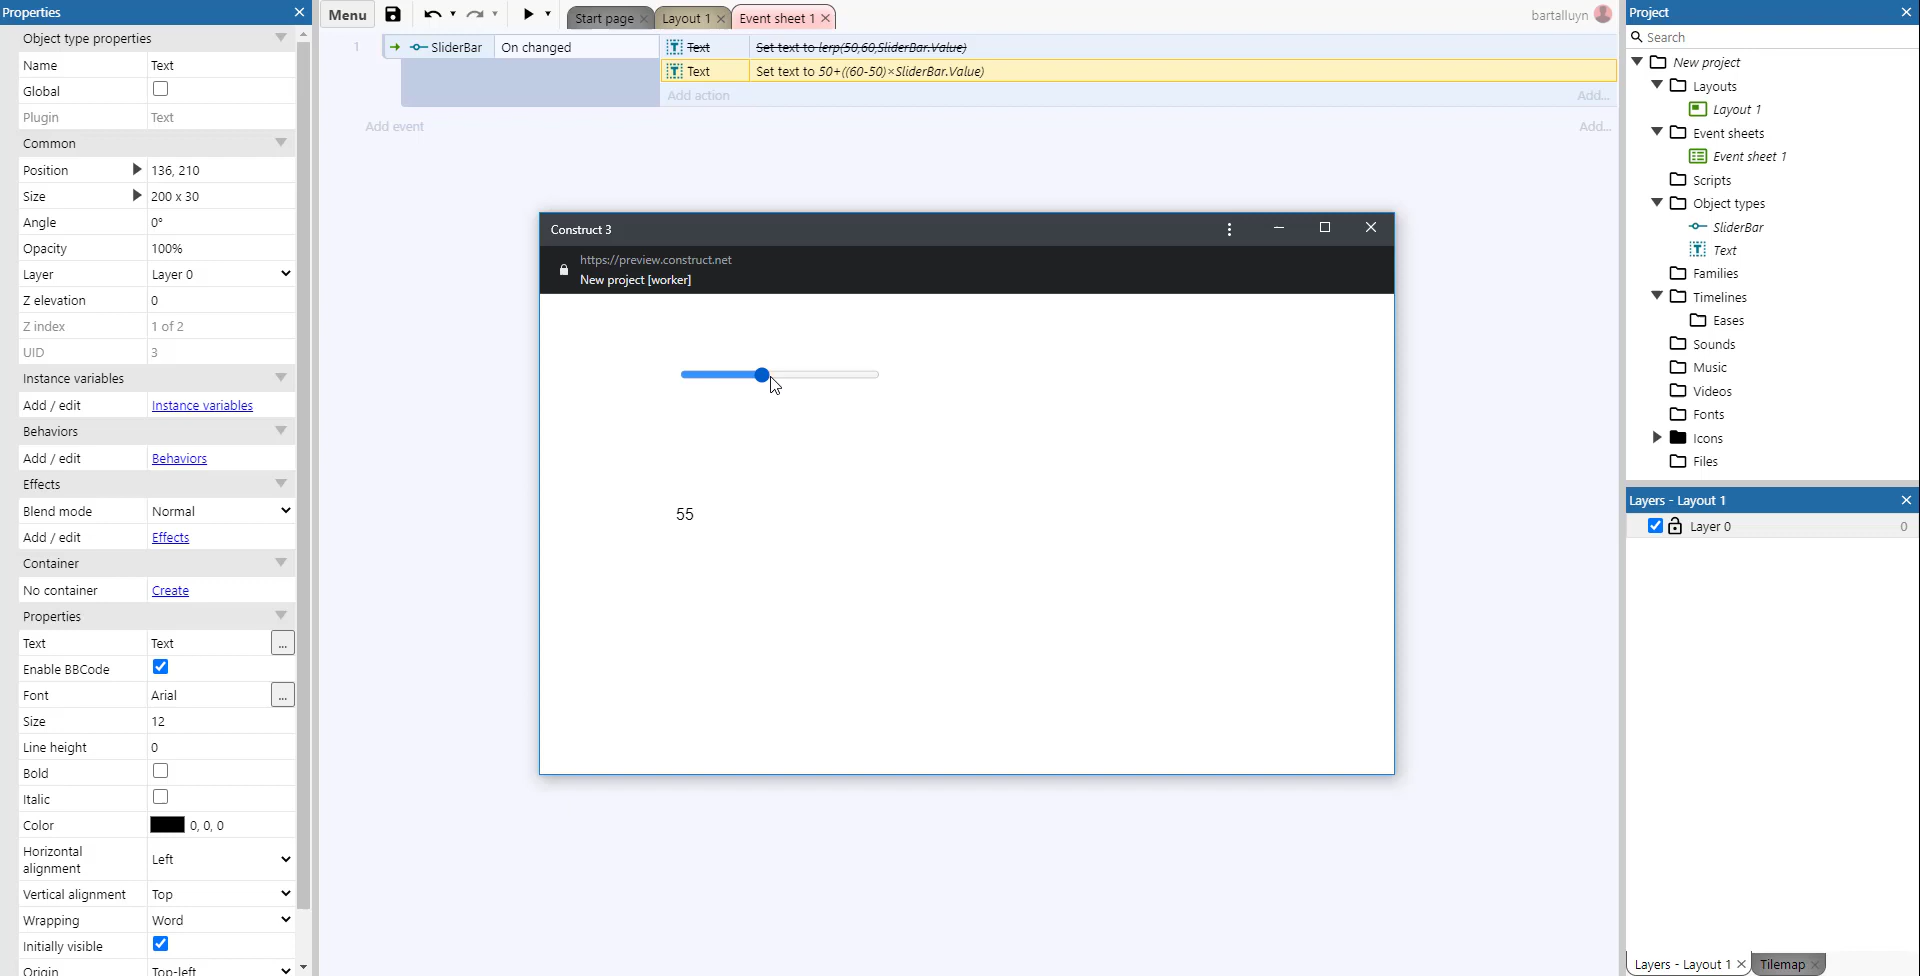 Properties
Object type properties
Name Text
Global
Plugin Text
Common
Position 136, 210
Size 200 x 30
Angle 0°
Opacity 100%
Layer Layer 0
Z elevation 0
Z index 1 of 2
UID 3
Instance variables
Add / edit Instance variables
Behaviors
Add / edit Behaviors
Effects
Blend mode Normal
Add / edit Effects
Container
No container Create
Properties
Text Text ...
Enable BBCode
Font Arial ...
Size 12
Line height 0
Bold
Italic
Color 0, 0, 0
Horizontal
alignment Left
Vertical alignment Top
Wrapping Word
Initially visible
Origin Top-left
Menu
Start page
Layout 1
Event sheet 1
bartalluyn
1 SliderBar On changed T Text Set text to lerp(50,60,SliderBar.Value)
T Text Set text to 50+((60-50)×SliderBar.Value)
Add action Add...
Add event Add...
Construct 3
https://preview.construct.net
New project [worker]
55
Project
Search
New project
Layouts
Layout 1
Event sheets
Event sheet 1
Scripts
Object types
SliderBar
T Text
Families
Timelines
Eases
Sounds
Music
Videos
Fonts
Icons
Files
Layers - Layout 1
Layer 0 0
Layers - Layout 1
Tilemap